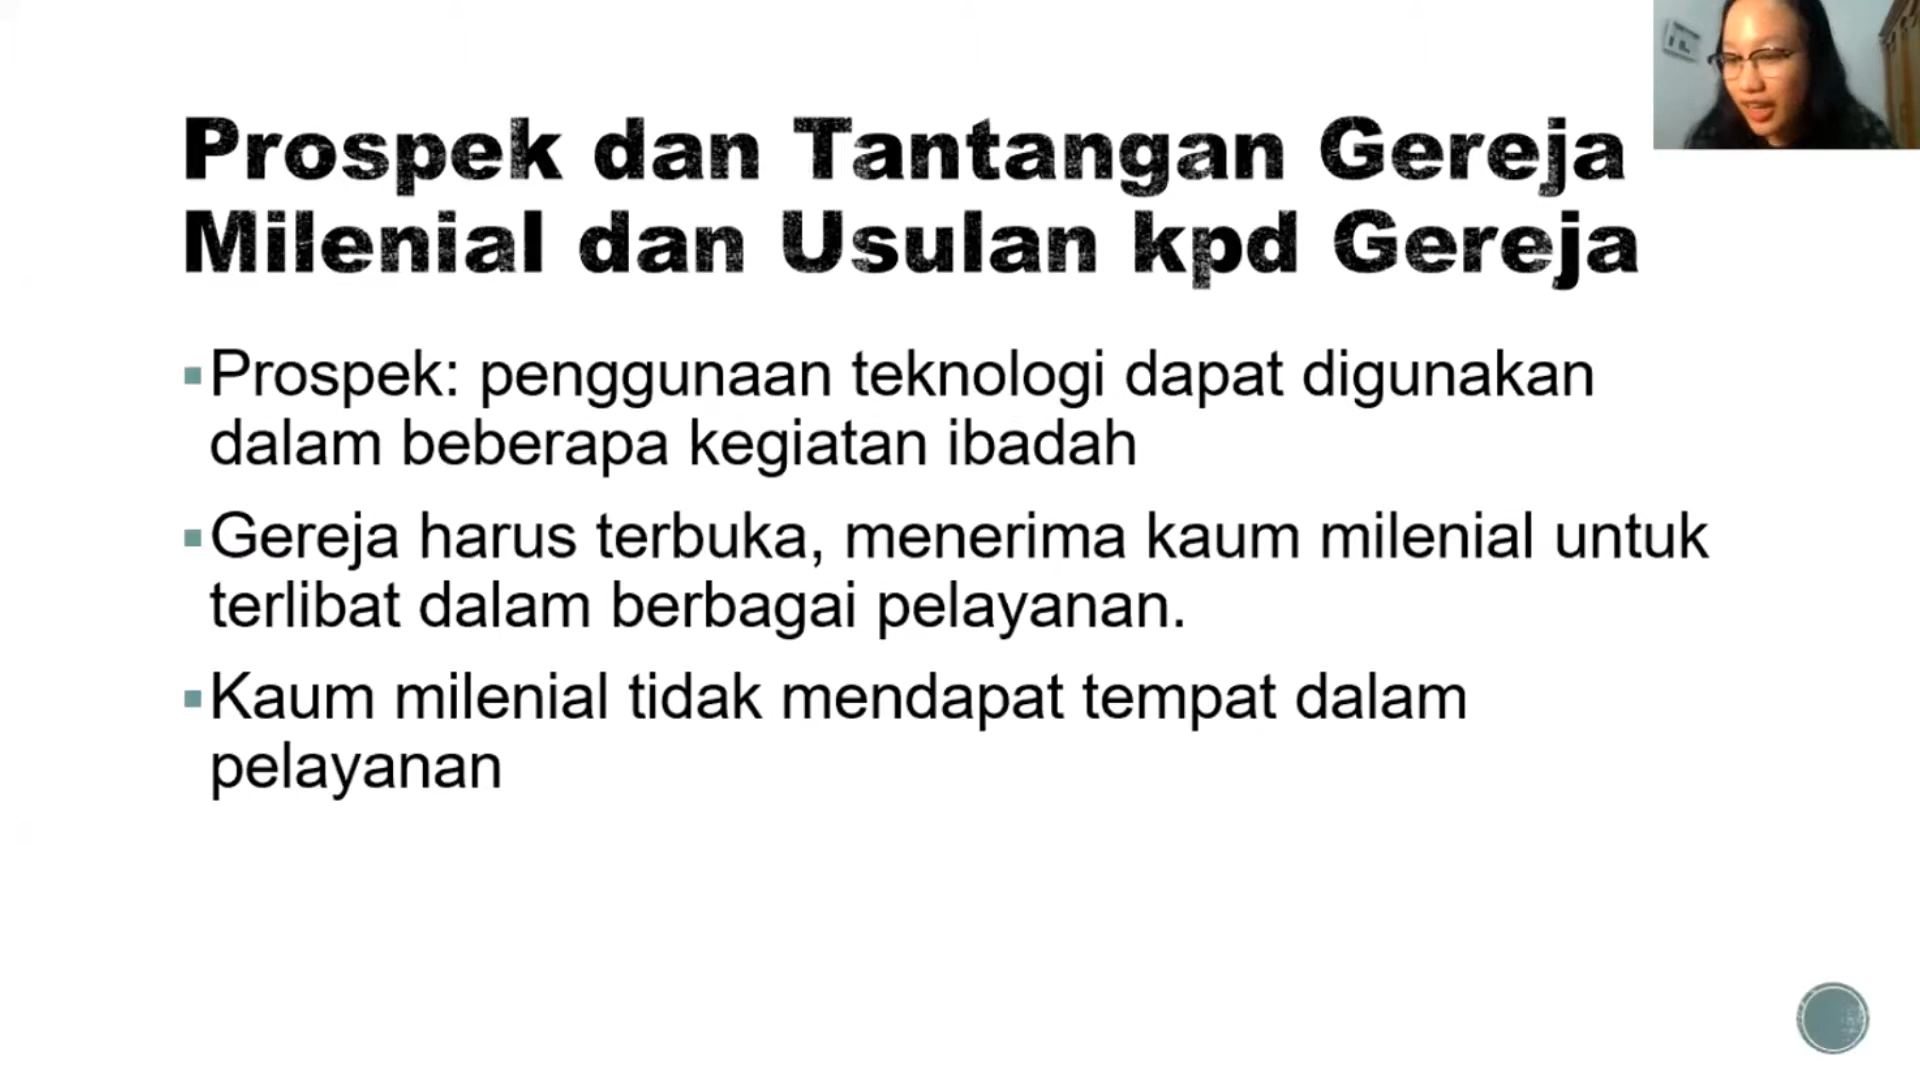 Prospek dan Tantangan Gereja
Milenial dan Usulan kpd Gereja
Prospek: penggunaan teknologi dapat digunakan
dalam beberapa kegiatan ibadah
Gereja harus terbuka, menerima kaum milenial untuk
terlibat dalam berbagai pelayanan.
Kaum milenial tidak mendapat tempat dalam
pelayanan